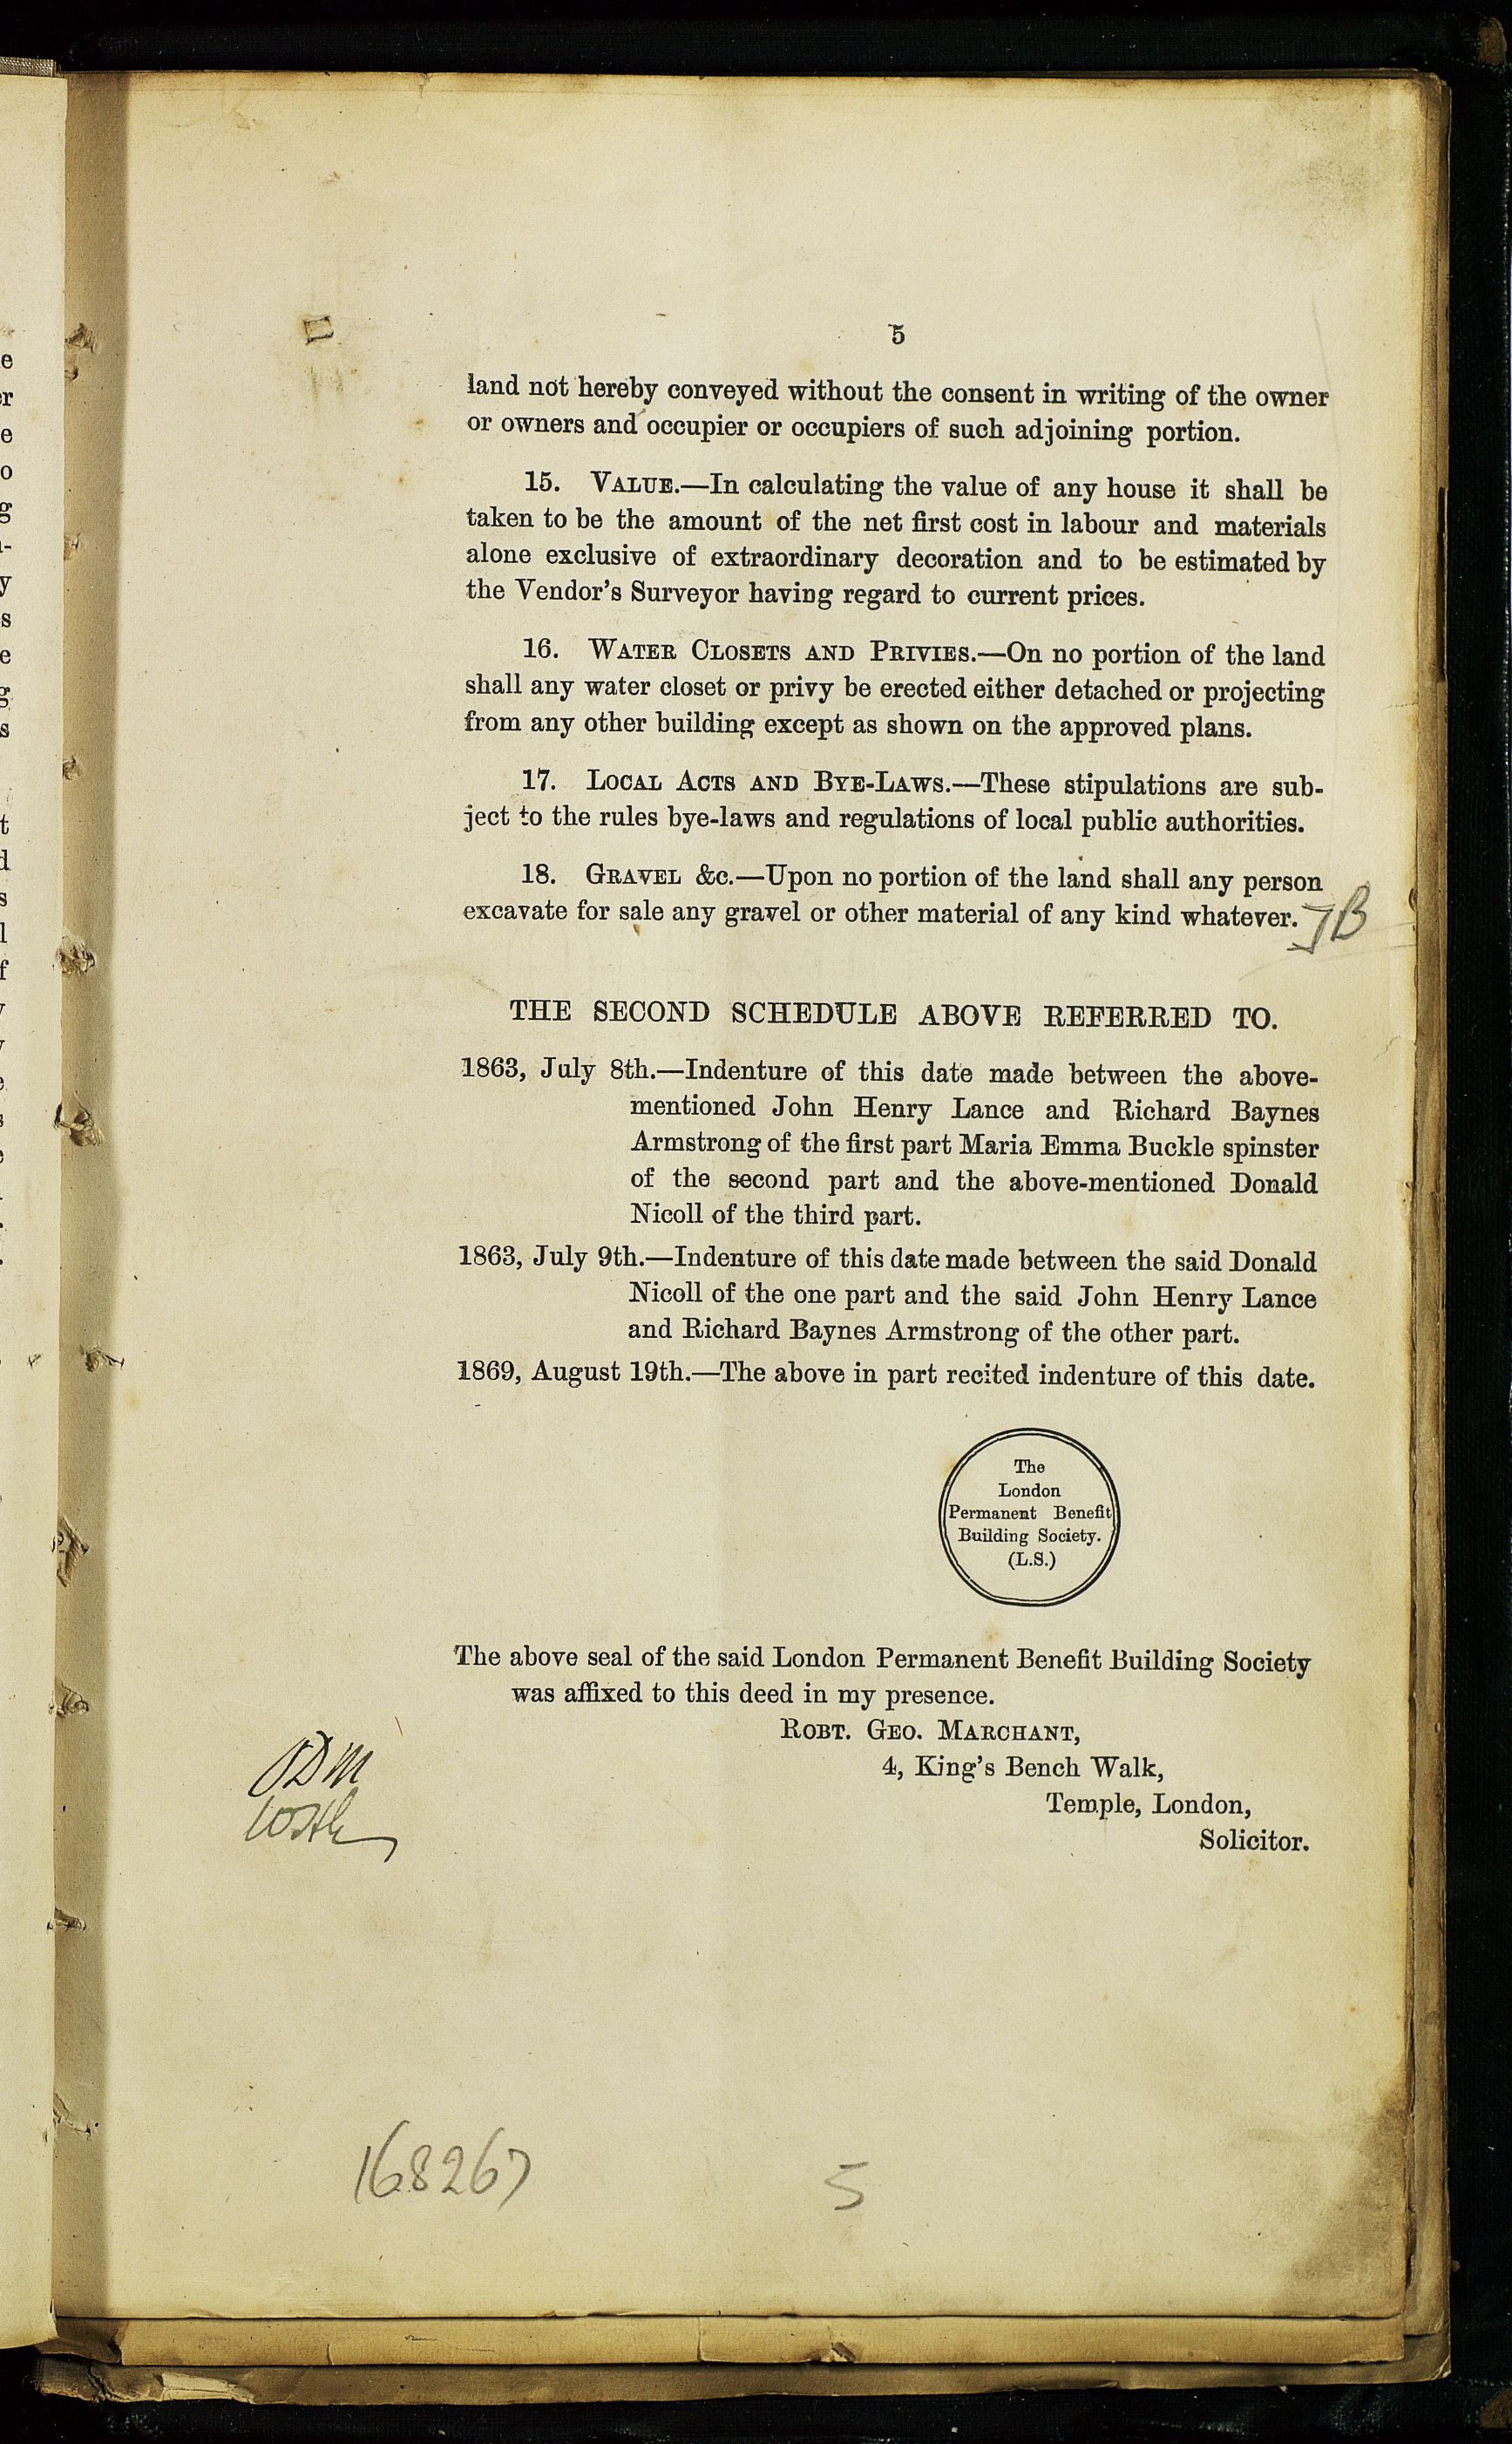 5
land not hereby conveyed without the consent in writing of the owner
or owners and occupier or occupiers of such adjoining portion.
15. VALUE.—In calculating the value of any house it shall be
taken to be the amount of the net first cost in labour and materials
alone exclusive of extraordinary decoration and to be estimated by
the Vendor's Surveyor having regard to current prices.
16. WATER CLOSETS AND PRIVIES.—On no portion of the land
shall any water closet or privy be erected either detached or projecting
from any other building except as shown on the approved plans.
17. LOCAL ACTS AND BYE-LAWS.—These stipulations are sub-
ject to the rules bye-laws and regulations of local public authorities.
18. GRAVEL &C.—Upon no portion of the land shall any person
excavate for sale any gravel or other material of any kind whatever. JB
THE SECOND SCHEDULE ABOVE REFERRED TO.
1863, July 8th.—Indenture of this date made between the above-
mentioned John Henry Lance and Richard Baynes
Armstrong of the first part Maria Emma Buckle spinster
of the second part and the above-mentioned Donald
Nicoll of the third part.
1863, July 9th.—Indenture of this date made between the said Donald
Nicoll of the one part and the said John Henry Lance
and Richard Baynes Armstrong of the other part.
1869, August 19th.—The above in part recited indenture of this date.
The
London
Permanent Benefit
Building Society.
(L.S.)
The above seal of the said London Permanent Benefit Building Society
was affixed to this deed in my presence.
ROBT. GEO. MARCHANT,
4, King's Bench Walk,
Temple, London,
Solicitor.
168267
5